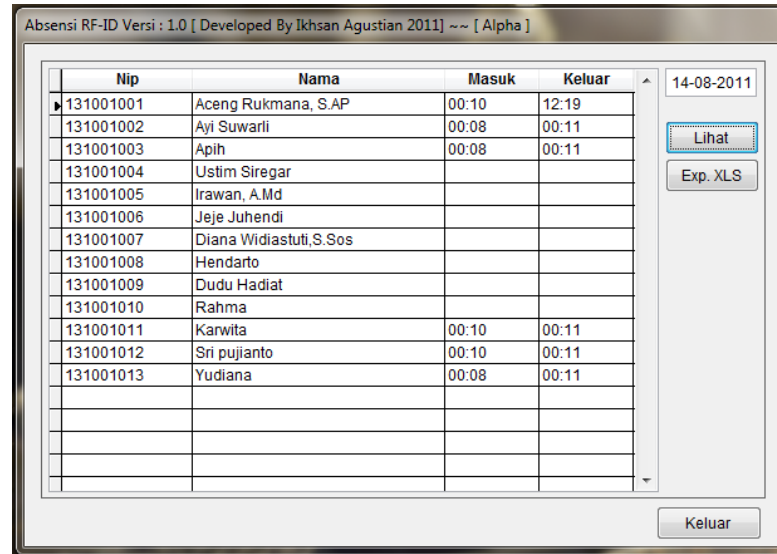 Absensi RF-ID Versi : 1.0 [ Developed By Ikhsan Agustian 2011] ~~ [ Alpha ]
Nip Nama Masuk Keluar
14-08-2011
131001001 Aceng Rukmana, S.AP 00:10 12:19
131001002 Ayi Suwarli 00:08 00:11
Lihat
131001003 Apih 00:08 00:11
131001004 Ustim Siregar
Exp. XLS
131001005 Irawan, A.Md
131001006 Jeje Juhendi
131001007 Diana Widiastuti,S.Sos
131001008 Hendarto
131001009 Dudu Hadiat
131001010 Rahma
131001011 Karwita 00:10 00:11
131001012 Sri pujianto 00:10 00:11
131001013 Yudiana 00:08 00:11
Keluar